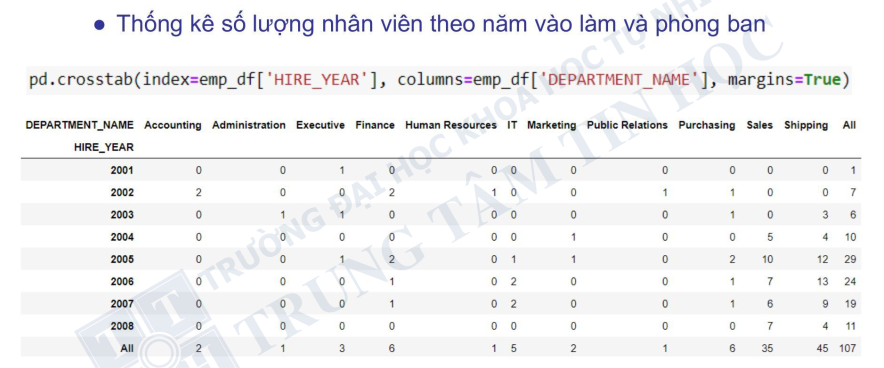 ● Thống kê số lượng nhân viên theo năm vào làm và phòng ban
pd.crosstab(index=emp_df['HIRE_YEAR'], columns=emp_df['DEPARTMENT_NAME'], margins=True)
DEPARTMENT_NAME Accounting Administration Executive Finance Human Resources IT Marketing Public Relations Purchasing Sales Shipping All
HIRE_YEAR
2001 0 0 1 0 0 0 0 0 0 0 0 1
2002 2 0 0 2 1 0 0 1 1 0 0 7
2003 0 1 1 0 0 0 0 0 1 0 3 6
2004 0 0 0 0 0 0 1 0 0 5 4 10
2005 0 0 1 2 0 1 1 0 2 10 12 29
2006 0 0 0 1 0 2 0 0 1 7 13 24
2007 0 0 0 1 0 2 0 0 1 6 9 19
2008 0 0 0 0 0 0 0 0 0 7 4 11
All 2 1 3 6 1 5 2 1 6 35 45 107
TRƯỜNG ĐẠI HỌC KHOA HỌC TỰ NHI
TRUNG TÂM TIN HỌC